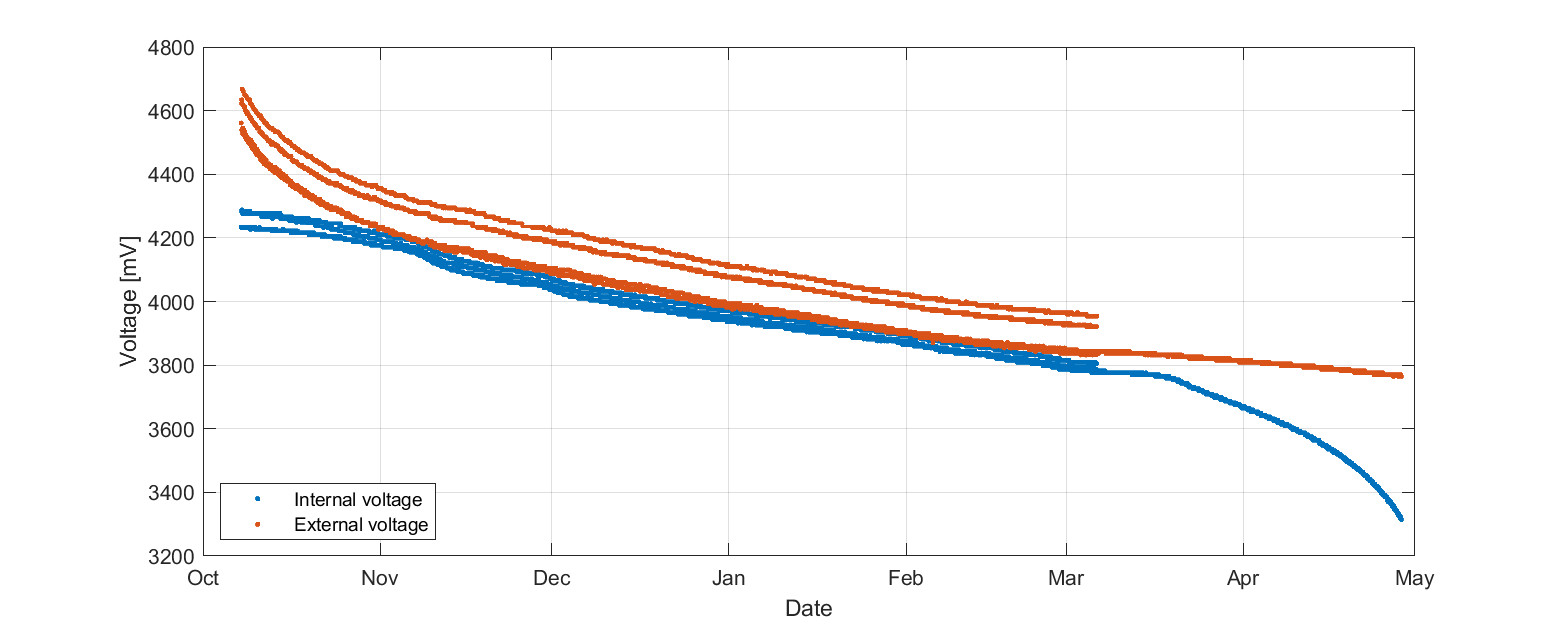 4800
4600
4400
4200
4000
3800
3600
3400
3200
Voltage [mV]
Internal voltage
External voltage
Oct Nov Dec Jan Feb Mar Apr May
Date